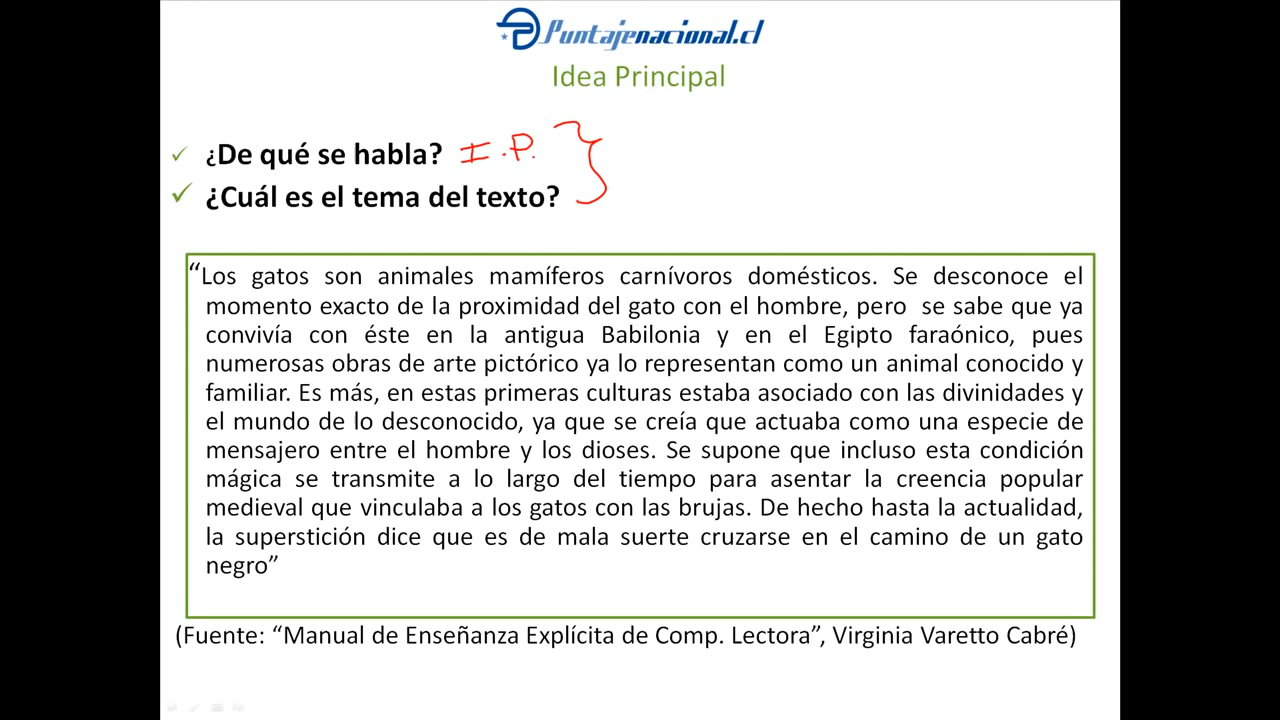 Puntajenacional.cl
Idea Principal
¿De qué se habla? I.P.
¿Cuál es el tema del texto?
“Los gatos son animales mamíferos carnívoros domésticos. Se desconoce el
momento exacto de la proximidad del gato con el hombre, pero se sabe que ya
convivía con éste en la antigua Babilonia y en el Egipto faraónico, pues
numerosas obras de arte pictórico ya lo representan como un animal conocido y
familiar. Es más, en estas primeras culturas estaba asociado con las divinidades y
el mundo de lo desconocido, ya que se creía que actuaba como una especie de
mensajero entre el hombre y los dioses. Se supone que incluso esta condición
mágica se transmite a lo largo del tiempo para asentar la creencia popular
medieval que vinculaba a los gatos con las brujas. De hecho hasta la actualidad,
la superstición dice que es de mala suerte cruzarse en el camino de un gato
negro”
(Fuente: “Manual de Enseñanza Explícita de Comp. Lectora”, Virginia Varetto Cabré)